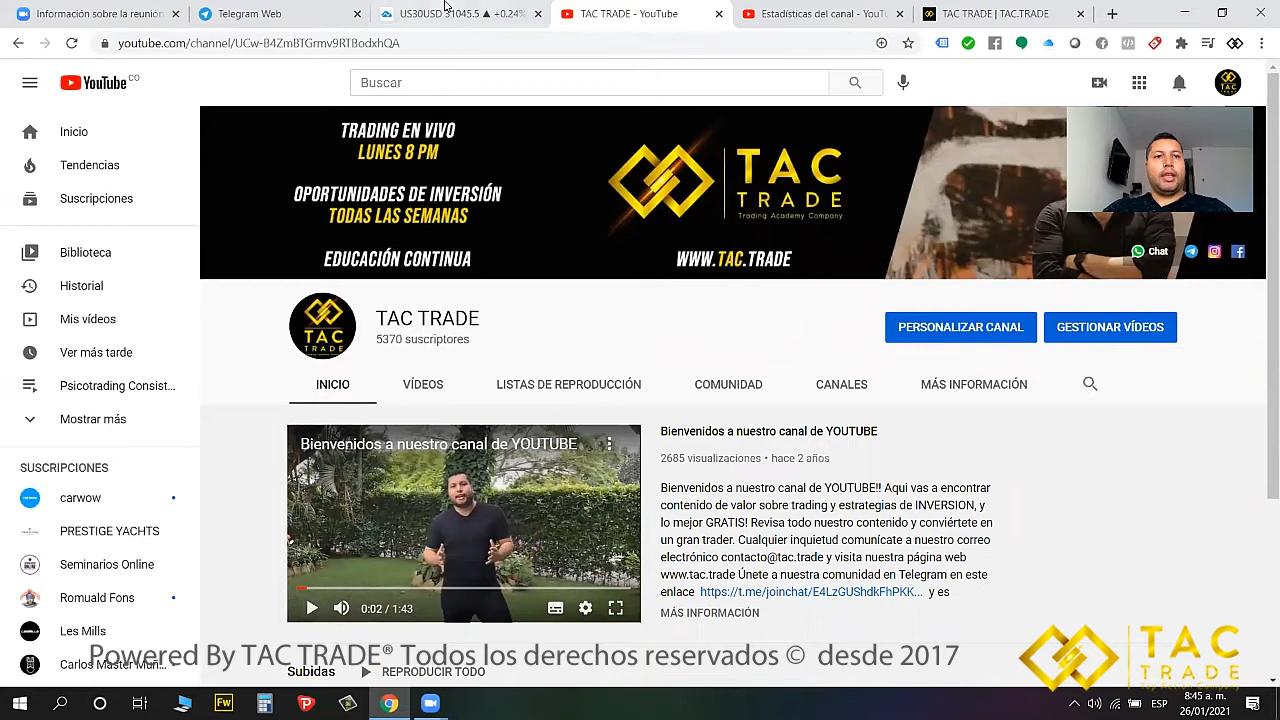 Información sobre la reunión
Telegram Web
US30USD 31045.5 ▲ +0.24%
TAC TRADE - YouTube
Estadísticas del canal - YouTu
TAC TRADE | TAC.TRADE
youtube.com/channel/UCw-B4ZmBTGrmv9RTBodxhQA
YouTube CO
Buscar
Inicio
Tendencias
Suscripciones
Biblioteca
Historial
Mis vídeos
Ver más tarde
Psicotrading Consist...
Mostrar más
SUSCRIPCIONES
carwow
PRESTIGE YACHTS
Seminarios Online
Romuald Fons
Les Mills
Carlos Master Muñ...
TRADING EN VIVO
LUNES 8 PM
OPORTUNIDADES DE INVERSIÓN
TODAS LAS SEMANAS
EDUCACIÓN CONTINUA
TAC
TRADE
Trading Academy Company
WWW.TAC.TRADE
Chat
TAC TRADE
5370 suscriptores
PERSONALIZAR CANAL
GESTIONAR VÍDEOS
INICIO
VÍDEOS
LISTAS DE REPRODUCCIÓN
COMUNIDAD
CANALES
MÁS INFORMACIÓN
Bienvenidos a nuestro canal de YOUTUBE
0:02 / 1:43
Bienvenidos a nuestro canal de YOUTUBE
2685 visualizaciones • hace 2 años
Bienvenidos a nuestro canal de YOUTUBE!! Aqui vas a encontrar
contenido de valor sobre trading y estrategias de INVERSION, y
lo mejor GRATIS! Revisa todo nuestro contenido y conviértete en
un gran trader. Cualquier inquietud comunícate a nuestro correo
electrónico contacto@tac.trade y visita nuestra página web
www.tac.trade Únete a nuestra comunidad en Telegram en este
enlace https://t.me/joinchat/E4LzGUShdkFhPKK... y es
MÁS INFORMACIÓN
Subidas
REPRODUCIR TODO
Powered By TAC TRADE® Todos los derechos reservados © desde 2017
TAC
TRADE
Top Action Company
Fw
ESP
8:45 a. m.
26/01/2021